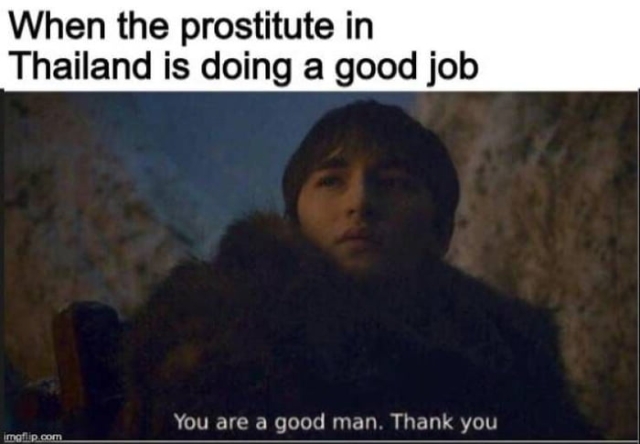 When the prostitute in
Thailand is doing a good job
You are a good man. Thank you
imgflip.com